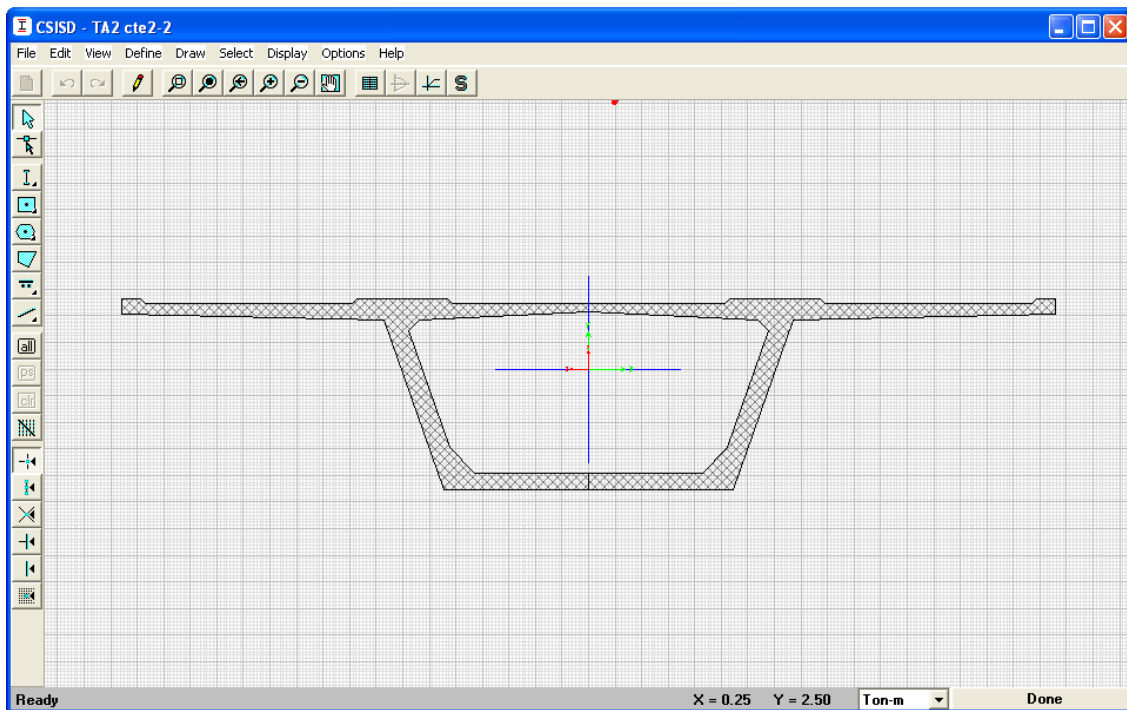 CSISD - TA2 cte2-2
File Edit View Define Draw Select Display Options Help
S
all
ps
clr
Ready X = 0.25 Y = 2.50 Ton-m Done